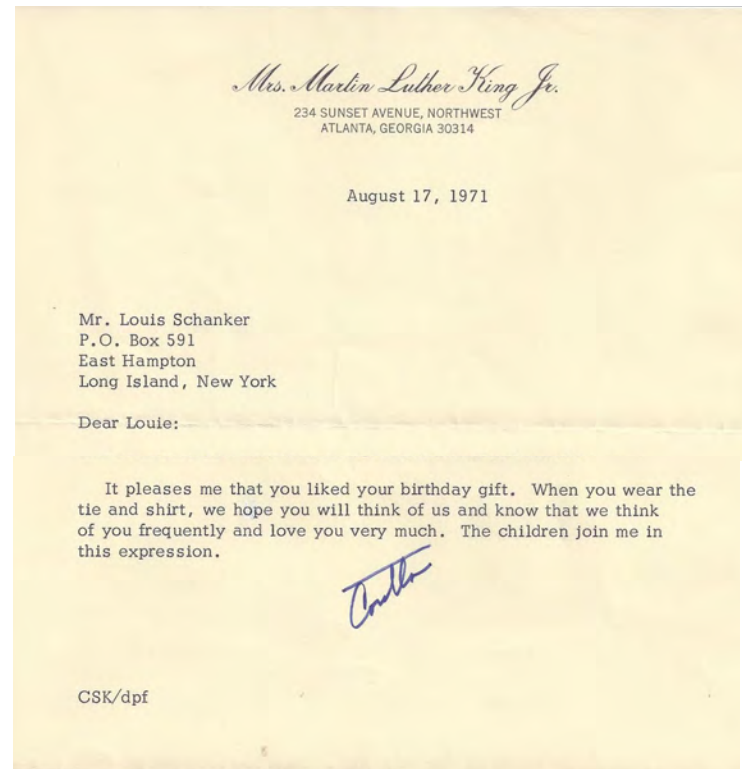 Mrs. Martin Luther King Jr.
234 SUNSET AVENUE, NORTHWEST
ATLANTA, GEORGIA 30314
August 17, 1971
Mr. Louis Schanker
P.O. Box 591
East Hampton
Long Island, New York
Dear Louie:
It pleases me that you liked your birthday gift. When you wear the
tie and shirt, we hope you will think of us and know that we think
of you frequently and love you very much. The children join me in
this expression.
Coretta
CSK/dpf